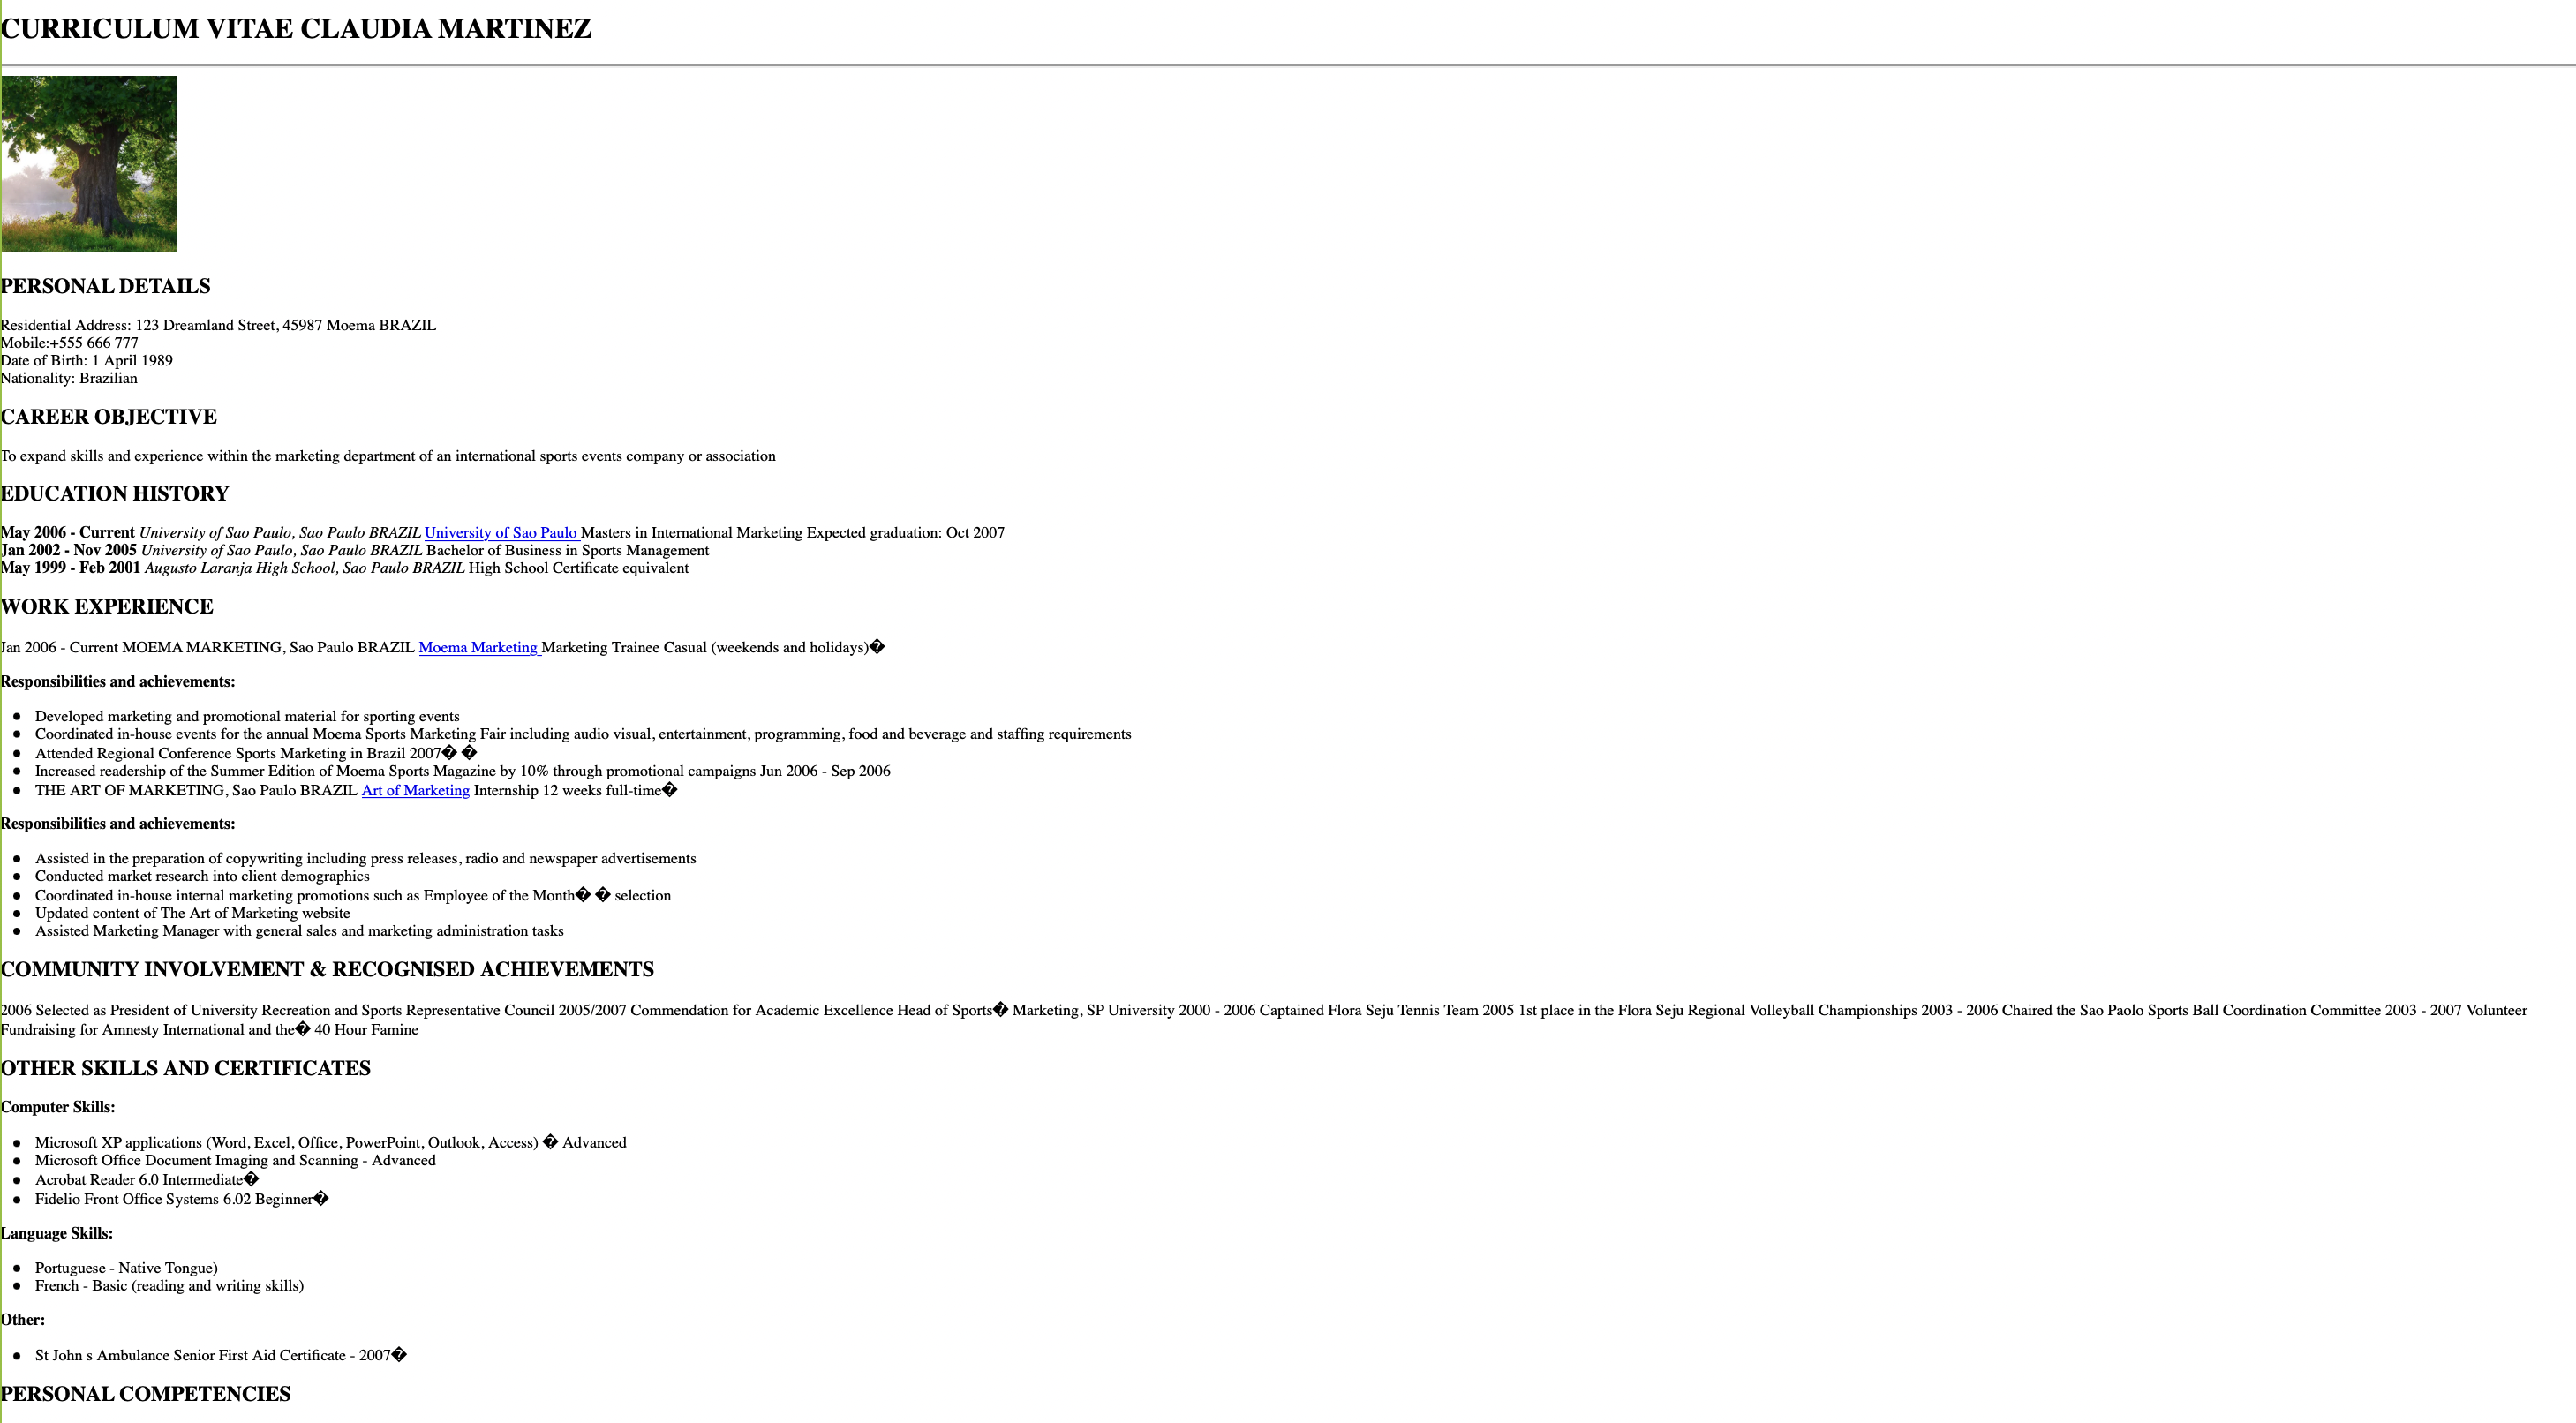 CURRICULUM VITAE CLAUDIA MARTINEZ
PERSONAL DETAILS
Residential Address: 123 Dreamland Street, 45987 Moema BRAZIL
Mobile:+555 666 777
Date of Birth: 1 April 1989
Nationality: Brazilian
CAREER OBJECTIVE
To expand skills and experience within the marketing department of an international sports events company or association
EDUCATION HISTORY
May 2006 - Current University of Sao Paulo, Sao Paulo BRAZIL University of Sao Paulo Masters in International Marketing Expected graduation: Oct 2007
Jan 2002 - Nov 2005 University of Sao Paulo, Sao Paulo BRAZIL Bachelor of Business in Sports Management
May 1999 - Feb 2001 Augusto Laranja High School, Sao Paulo BRAZIL High School Certificate equivalent
WORK EXPERIENCE
Jan 2006 - Current MOEMA MARKETING, Sao Paulo BRAZIL Moema Marketing Marketing Trainee Casual (weekends and holidays)�
Responsibilities and achievements:
● Developed marketing and promotional material for sporting events
● Coordinated in-house events for the annual Moema Sports Marketing Fair including audio visual, entertainment, programming, food and beverage and staffing requirements
● Attended Regional Conference Sports Marketing in Brazil 2007� �
● Increased readership of the Summer Edition of Moema Sports Magazine by 10% through promotional campaigns Jun 2006 - Sep 2006
● THE ART OF MARKETING, Sao Paulo BRAZIL Art of Marketing Internship 12 weeks full-time�
Responsibilities and achievements:
● Assisted in the preparation of copywriting including press releases, radio and newspaper advertisements
● Conducted market research into client demographics
● Coordinated in-house internal marketing promotions such as Employee of the Month� � selection
● Updated content of The Art of Marketing website
● Assisted Marketing Manager with general sales and marketing administration tasks
COMMUNITY INVOLVEMENT & RECOGNISED ACHIEVEMENTS
2006 Selected as President of University Recreation and Sports Representative Council 2005/2007 Commendation for Academic Excellence Head of Sports� Marketing, SP University 2000 - 2006 Captained Flora Seju Tennis Team 2005 1st place in the Flora Seju Regional Volleyball Championships 2003 - 2006 Chaired the Sao Paolo Sports Ball Coordination Committee 2003 - 2007 Volunteer
Fundraising for Amnesty International and the� 40 Hour Famine
OTHER SKILLS AND CERTIFICATES
Computer Skills:
● Microsoft XP applications (Word, Excel, Office, PowerPoint, Outlook, Access) � Advanced
● Microsoft Office Document Imaging and Scanning - Advanced
● Acrobat Reader 6.0 Intermediate�
● Fidelio Front Office Systems 6.02 Beginner�
Language Skills:
● Portuguese - Native Tongue)
● French - Basic (reading and writing skills)
Other:
● St John s Ambulance Senior First Aid Certificate - 2007�
PERSONAL COMPETENCIES